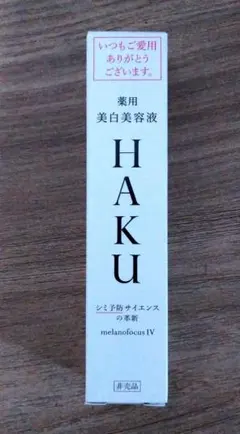 いつもご愛用
ありがとう
ございます。
薬用
美白美容液
HAKU
シミ予防サイエンス
の革新
melanofocus IV
非売品